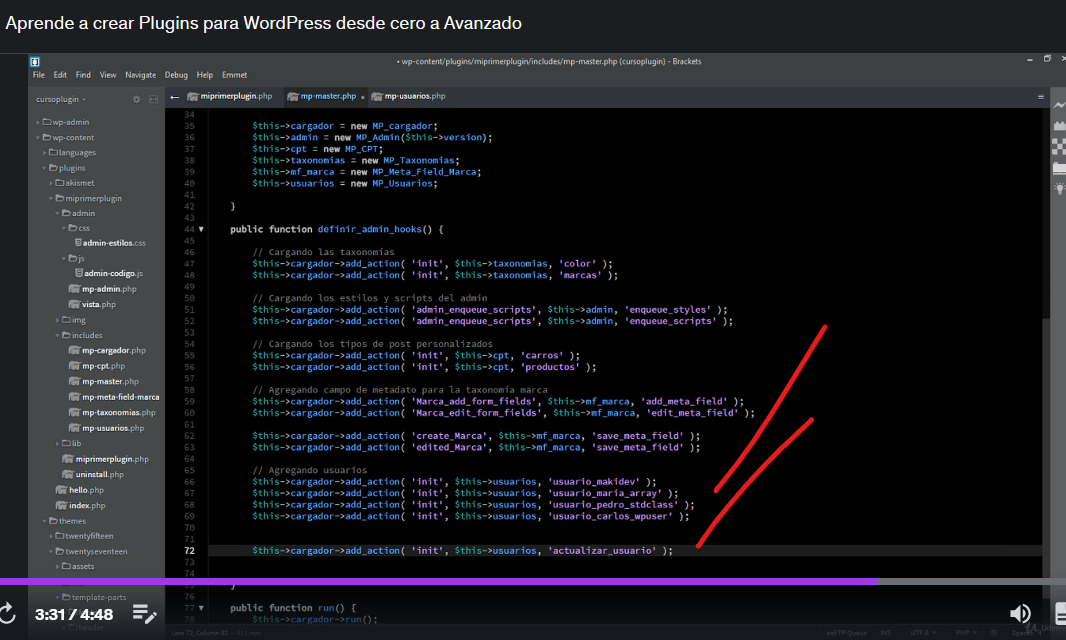 Aprende a crear Plugins para WordPress desde cero a Avanzado
• wp-content/plugins/miprimerplugin/includes/mp-master.php (cursoplugin) - Brackets
File Edit Find View Navigate Debug Help Emmet
cursoplugin
miprimerplugin.php
mp-master.php
mp-usuarios.php
wp-admin
wp-content
languages
plugins
akismet
miprimerplugin
admin
css
admin-estilos.css
js
admin-codigo.js
mp-admin.php
vista.php
img
includes
mp-cargador.php
mp-cpt.php
mp-master.php
mp-meta-field-marca
mp-taxonomias.php
mp-usuarios.php
lib
miprimerplugin.php
uninstall.php
hello.php
index.php
themes
twentyfifteen
twentyseventeen
assets
template-parts
header
34
35 $this->cargador = new MP_cargador;
36 $this->admin = new MP_Admin($this->version);
37 $this->cpt = new MP_CPT;
38 $this->taxonomias = new MP_Taxonomias;
39 $this->mf_marca = new MP_Meta_Field_Marca;
40 $this->usuarios = new MP_Usuarios;
41
42 }
43
44 public function definir_admin_hooks() {
45
46 // Cargando las taxonomías
47 $this->cargador->add_action( 'init', $this->taxonomias, 'color' );
48 $this->cargador->add_action( 'init', $this->taxonomias, 'marcas' );
49
50 // Cargando los estilos y scripts del admin
51 $this->cargador->add_action( 'admin_enqueue_scripts', $this->admin, 'enqueue_styles' );
52 $this->cargador->add_action( 'admin_enqueue_scripts', $this->admin, 'enqueue_scripts' );
53
54 // Cargando los tipos de post personalizados
55 $this->cargador->add_action( 'init', $this->cpt, 'carros' );
56 $this->cargador->add_action( 'init', $this->cpt, 'productos' );
57
58 // Agregando campo de metadato para la taxonomía marca
59 $this->cargador->add_action( 'Marca_add_form_fields', $this->mf_marca, 'add_meta_field' );
60 $this->cargador->add_action( 'Marca_edit_form_fields', $this->mf_marca, 'edit_meta_field' );
61
62 $this->cargador->add_action( 'create_Marca', $this->mf_marca, 'save_meta_field' );
63 $this->cargador->add_action( 'edited_Marca', $this->mf_marca, 'save_meta_field' );
64
65 // Agregando usuarios
66 $this->cargador->add_action( 'init', $this->usuarios, 'usuario_makidev' );
67 $this->cargador->add_action( 'init', $this->usuarios, 'usuario_maria_array' );
68 $this->cargador->add_action( 'init', $this->usuarios, 'usuario_pedro_stdclass' );
69 $this->cargador->add_action( 'init', $this->usuarios, 'usuario_carlos_wpuser' );
70
71
72 $this->cargador->add_action( 'init', $this->usuarios, 'actualizar_usuario' );
73
74
75 }
76
77 public function run() {
78 $this->cargador->run();
3:31 / 4:48